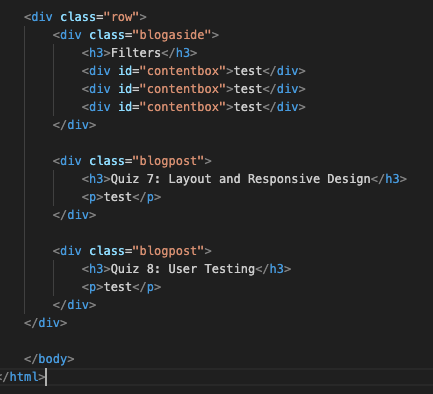 <div class="row">
<div class="blogaside">
<h3>Filters</h3>
<div id="contentbox">test</div>
<div id="contentbox">test</div>
<div id="contentbox">test</div>
</div>
<div class="blogpost">
<h3>Quiz 7: Layout and Responsive Design</h3>
<p>test</p>
</div>
<div class="blogpost">
<h3>Quiz 8: User Testing</h3>
<p>test</p>
</div>
</div>
</body>
</html>